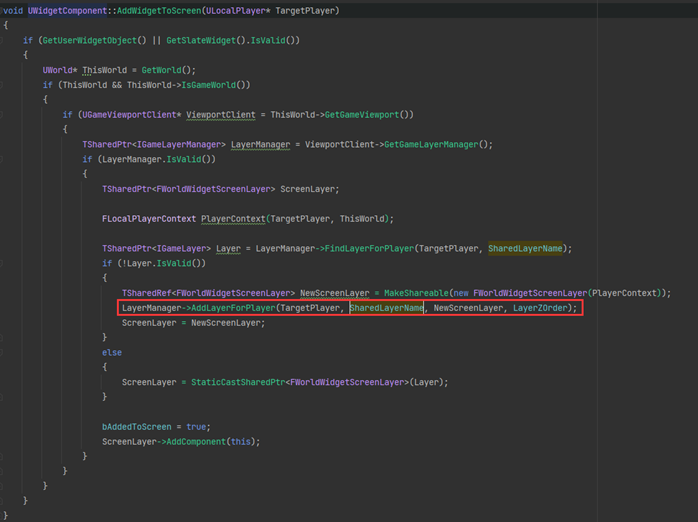 void UWidgetComponent::AddWidgetToScreen(ULocalPlayer* TargetPlayer)
{
    if (GetUserWidgetObject() || GetSlateWidget().IsValid())
    {
        UWorld* ThisWorld = GetWorld();
        if (ThisWorld && ThisWorld->IsGameWorld())
        {
            if (UGameViewportClient* ViewportClient = ThisWorld->GetGameViewport())
            {
                TSharedPtr<IGameLayerManager> LayerManager = ViewportClient->GetGameLayerManager();
                if (LayerManager.IsValid())
                {
                    TSharedPtr<FWorldWidgetScreenLayer> ScreenLayer;
                    FLocalPlayerContext PlayerContext(TargetPlayer, ThisWorld);
                    TSharedPtr<IGameLayer> Layer = LayerManager->FindLayerForPlayer(TargetPlayer, SharedLayerName);
                    if (!Layer.IsValid())
                    {
                        TSharedRef<FWorldWidgetScreenLayer> NewScreenLayer = MakeShareable(new FWorldWidgetScreenLayer(PlayerContext));
                        LayerManager->AddLayerForPlayer(TargetPlayer, SharedLayerName, NewScreenLayer, LayerZOrder);
                        ScreenLayer = NewScreenLayer;
                    }
                    else
                    {
                        ScreenLayer = StaticCastSharedPtr<FWorldWidgetScreenLayer>(Layer);
                    }
                    bAddedToScreen = true;
                    ScreenLayer->AddComponent(this);
                }
            }
        }
    }
}